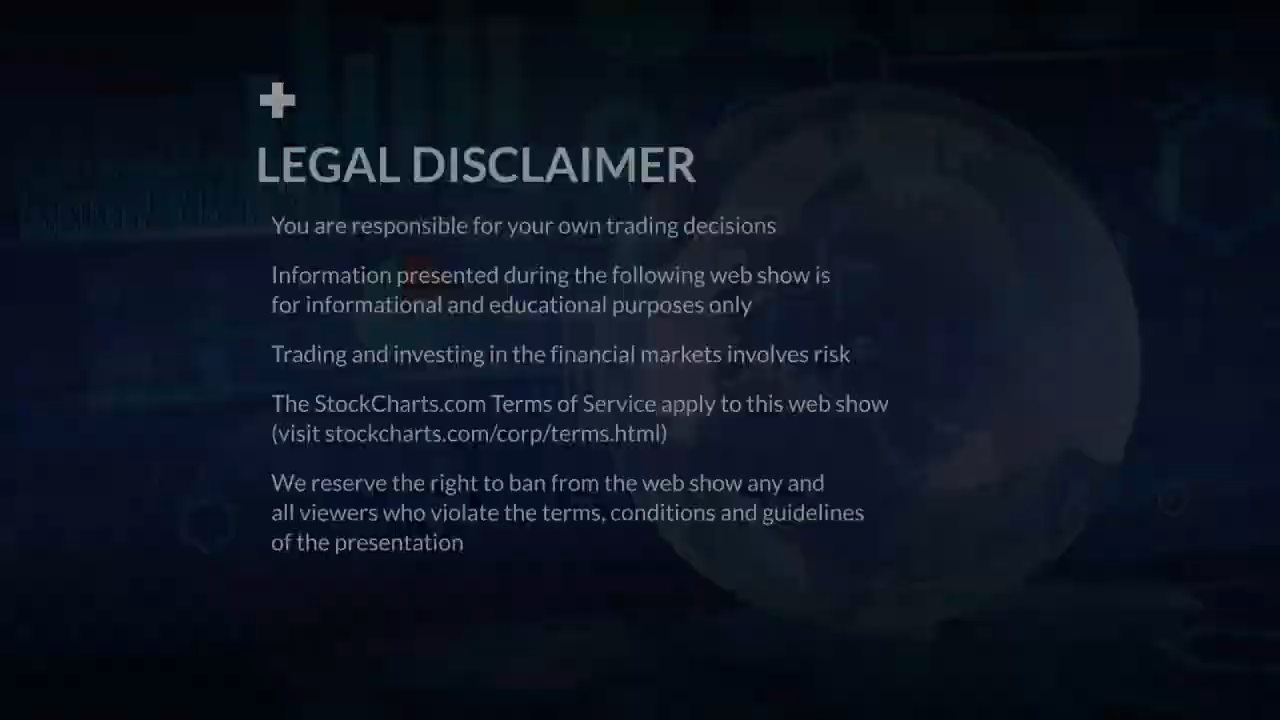 LEGAL DISCLAIMER
You are responsible for your own trading decisions
Information presented during the following web show is
for informational and educational purposes only
Trading and investing in the financial markets involves risk
The StockCharts.com Terms of Service apply to this web show
(visit stockcharts.com/corp/terms.html)
We reserve the right to ban from the web show any and
all viewers who violate the terms, conditions and guidelines
of the presentation